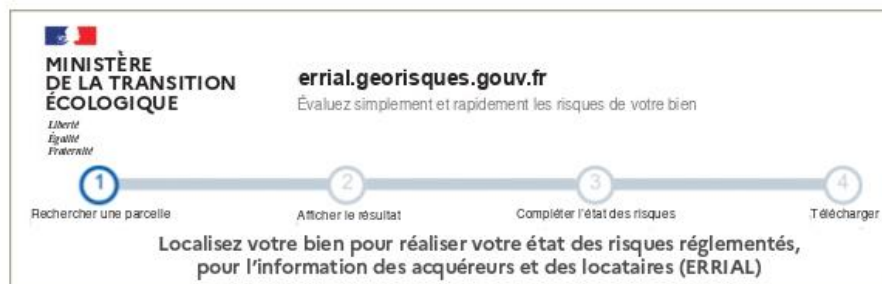 MINISTÈRE
DE LA TRANSITION
ÉCOLOGIQUE
Liberté
Égalité
Fraternité
errial.georisques.gouv.fr
Évaluez simplement et rapidement les risques de votre bien
1 2 3 4
Rechercher une parcelle Afficher le résultat Compléter l'état des risques Télécharger
Localisez votre bien pour réaliser votre état des risques réglementés,
pour l'information des acquéreurs et des locataires (ERRIAL)